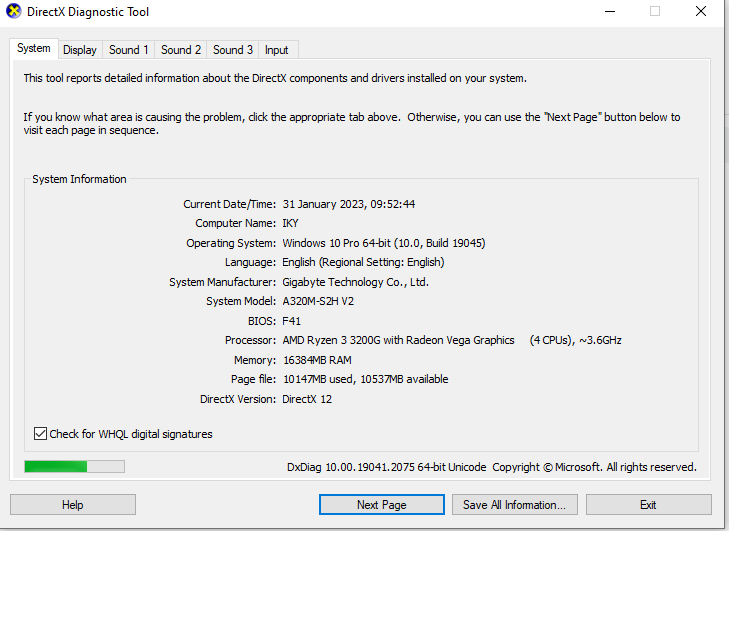 DirectX Diagnostic Tool
System Display Sound 1 Sound 2 Sound 3 Input
This tool reports detailed information about the DirectX components and drivers installed on your system.
If you know what area is causing the problem, click the appropriate tab above.  Otherwise, you can use the "Next Page" button below to
visit each page in sequence.
System Information
Current Date/Time: 31 January 2023, 09:52:44
Computer Name: IKY
Operating System: Windows 10 Pro 64-bit (10.0, Build 19045)
Language: English (Regional Setting: English)
System Manufacturer: Gigabyte Technology Co., Ltd.
System Model: A320M-S2H V2
BIOS: F41
Processor: AMD Ryzen 3 3200G with Radeon Vega Graphics (4 CPUs), ~3.6GHz
Memory: 16384MB RAM
Page file: 10147MB used, 10537MB available
DirectX Version: DirectX 12
Check for WHQL digital signatures
DxDiag 10.00.19041.2075 64-bit Unicode Copyright © Microsoft. All rights reserved.
Help Next Page Save All Information... Exit